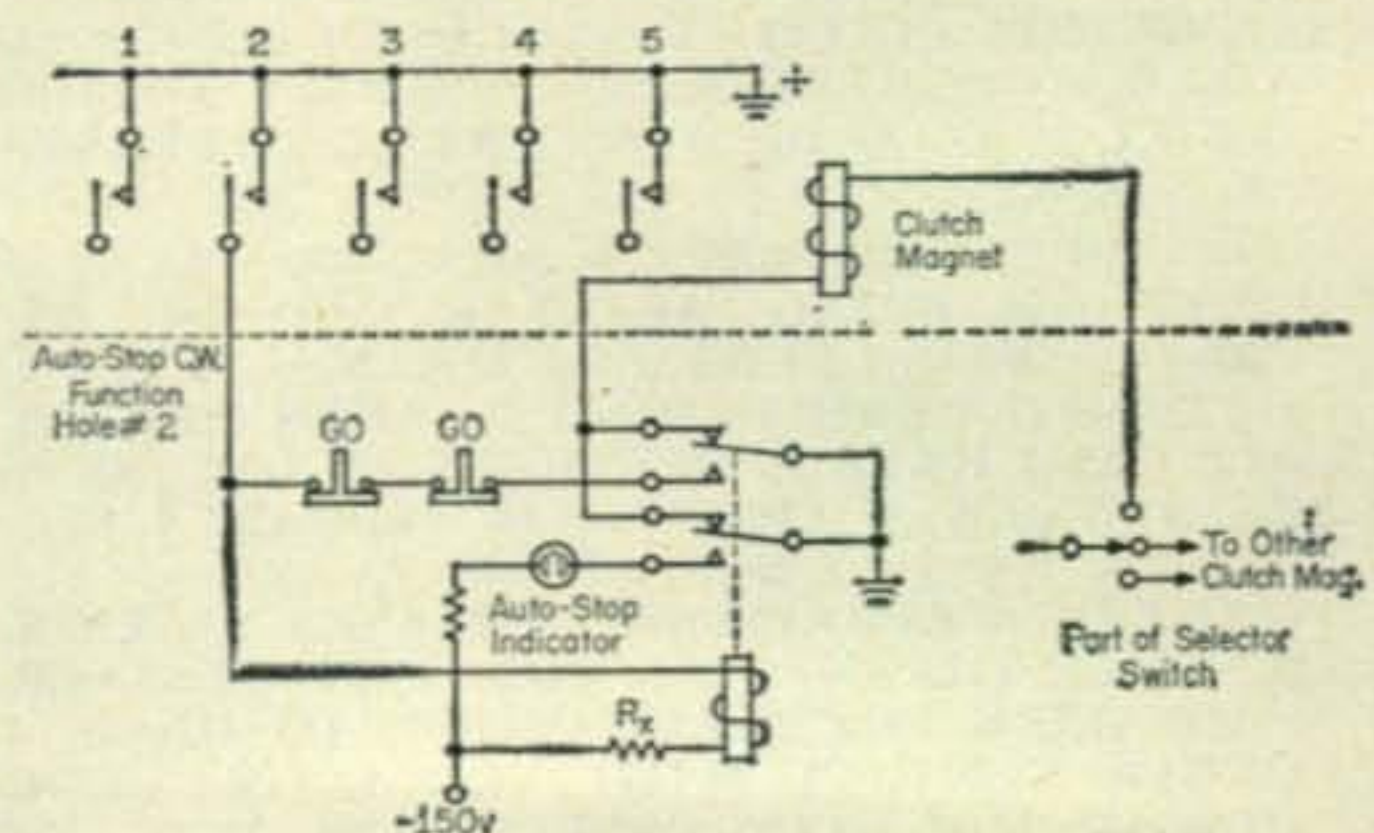 1 2 3 4 5
Clutch
Magnet
Auto-Stop C.W.
Function
Hole # 2
GO GO
Auto-Stop
Indicator
To Other
Clutch Mag.
Part of Selector
Switch
Rx
-150v